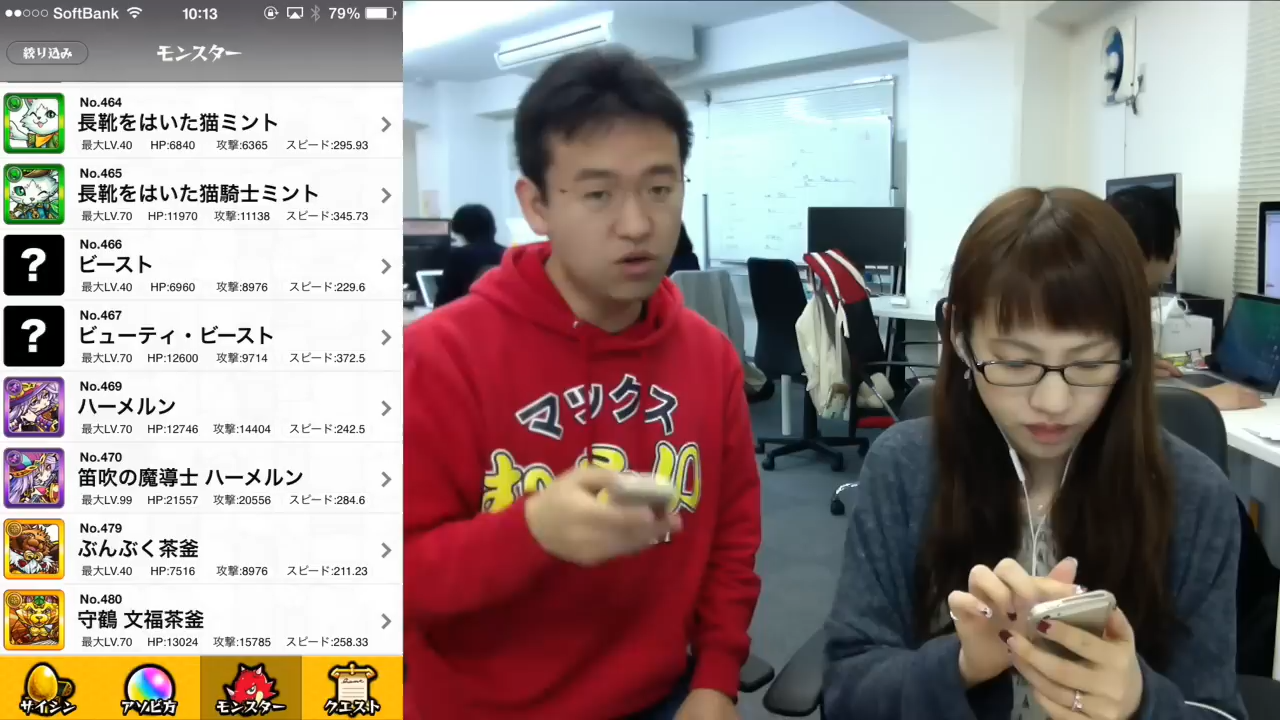 SoftBank 10:13 79%
絞り込み モンスター
No.464
長靴をはいた猫ミント
最大LV.40 HP:6840 攻撃:6365 スピード:295.93
No.465
長靴をはいた猫騎士ミント
最大LV.70 HP:11970 攻撃:11138 スピード:345.73
?
No.466
ビースト
最大LV.40 HP:6960 攻撃:8976 スピード:229.6
?
No.467
ビューティ・ビースト
最大LV.70 HP:12600 攻撃:9714 スピード:372.5
No.469
ハーメルン
最大LV.70 HP:12746 攻撃:14404 スピード:242.5
No.470
笛吹の魔導士 ハーメルン
最大LV.99 HP:21557 攻撃:20556 スピード:284.6
No.479
ぶんぶく茶釜
最大LV.40 HP:7516 攻撃:8976 スピード:211.23
No.480
守鶴 文福茶釜
最大LV.70 HP:13024 攻撃:15785 スピード:258.33
サイシン アソビ方 モンスター クエスト
マックス